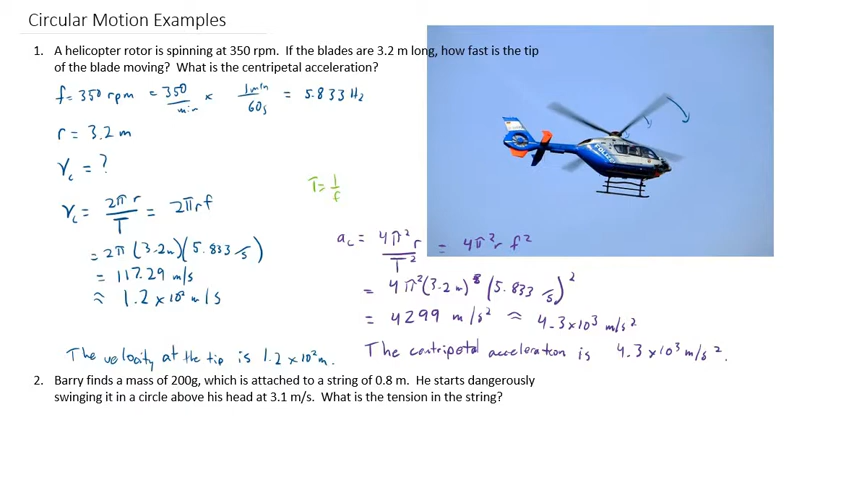 Circular Motion Examples
1. A helicopter rotor is spinning at 350 rpm. If the blades are 3.2 m long, how fast is the tip
of the blade moving? What is the centripetal acceleration?
f = 350 rpm = 350/min × 1min/60s = 5.833 Hz
r = 3.2 m
v_c = ?
T = 1/f
v_c = 2πr/T = 2πrf
= 2π(3.2m)(5.833/s)
= 117.29 m/s
≈ 1.2 × 10² m/s
a_c = 4π²r/T² = 4π²r f²
= 4π²(3.2m) (5.833/s)²
= 4299 m/s² ≈ 4.3×10³ m/s²
The velocity at the tip is 1.2 × 10² m.
The centripetal acceleration is 4.3 × 10³ m/s².
2. Barry finds a mass of 200g, which is attached to a string of 0.8 m. He starts dangerously
swinging it in a circle above his head at 3.1 m/s. What is the tension in the string?